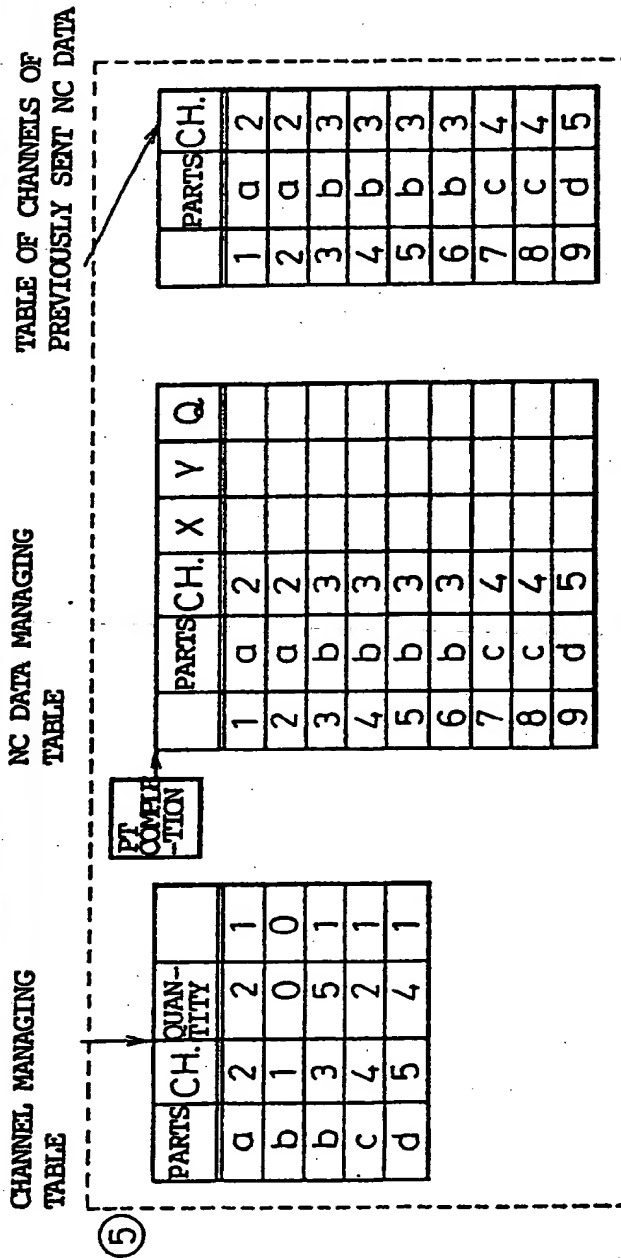 ⑤
CHANNEL MANAGING
TABLE
PARTS CH. QUAN-
TITY
a 2 2 1
b 1 0 0
b 3 5 1
c 4 2 1
d 5 4 1
NC DATA MANAGING
TABLE
PT
COMPLE
-TION
PARTS CH. X Y Q
1 a 2
2 a 2
3 b 3
4 b 3
5 b 3
6 b 3
7 c 4
8 c 4
9 d 5
TABLE OF CHANNELS OF
PREVIOUSLY SENT NC DATA
PARTS CH.
1 a 2
2 a 2
3 b 3
4 b 3
5 b 3
6 b 3
7 c 4
8 c 4
9 d 5